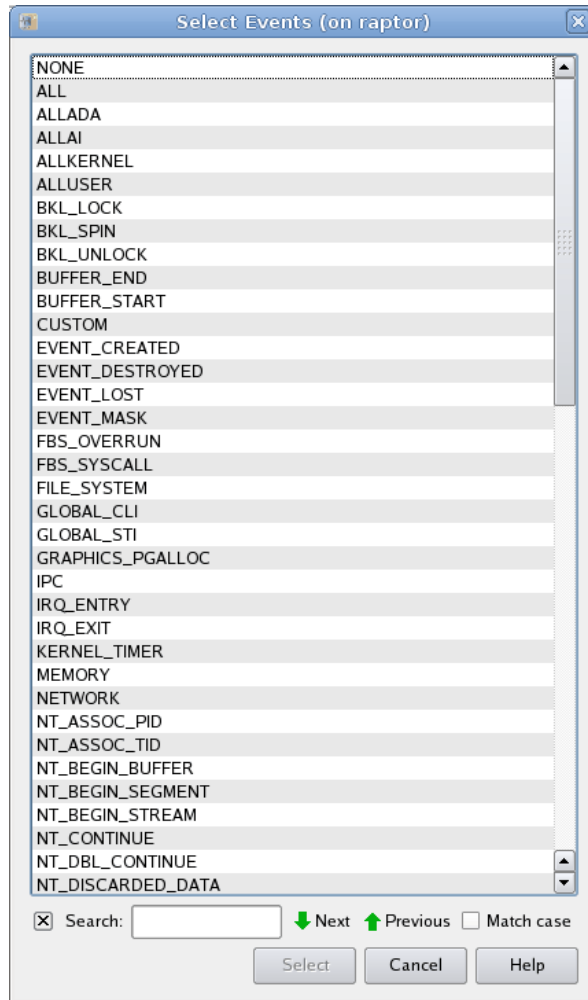 Select Events (on raptor)
NONE
ALL
ALLADA
ALLAI
ALLKERNEL
ALLUSER
BKL_LOCK
BKL_SPIN
BKL_UNLOCK
BUFFER_END
BUFFER_START
CUSTOM
EVENT_CREATED
EVENT_DESTROYED
EVENT_LOST
EVENT_MASK
FBS_OVERRUN
FBS_SYSCALL
FILE_SYSTEM
GLOBAL_CLI
GLOBAL_STI
GRAPHICS_PGALLOC
IPC
IRQ_ENTRY
IRQ_EXIT
KERNEL_TIMER
MEMORY
NETWORK
NT_ASSOC_PID
NT_ASSOC_TID
NT_BEGIN_BUFFER
NT_BEGIN_SEGMENT
NT_BEGIN_STREAM
NT_CONTINUE
NT_DBL_CONTINUE
NT_DISCARDED_DATA
Search: Next Previous Match case
Select Cancel Help